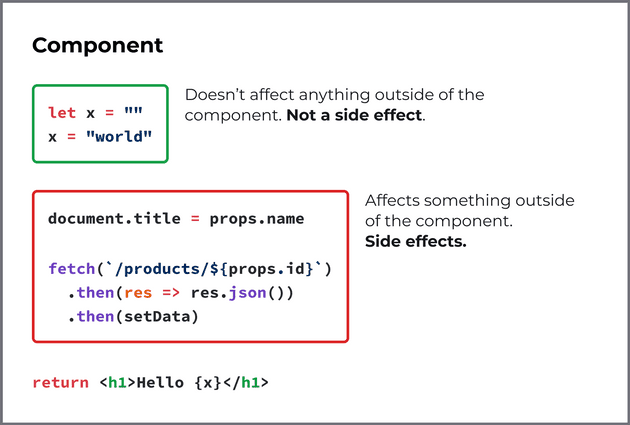 Component
let x = ""
x = "world"
Doesn’t affect anything outside of the
component. Not a side effect.
document.title = props.name
fetch(`/products/${props.id}`)
.then(res => res.json())
.then(setData)
Affects something outside
of the component.
Side effects.
return <h1>Hello {x}</h1>